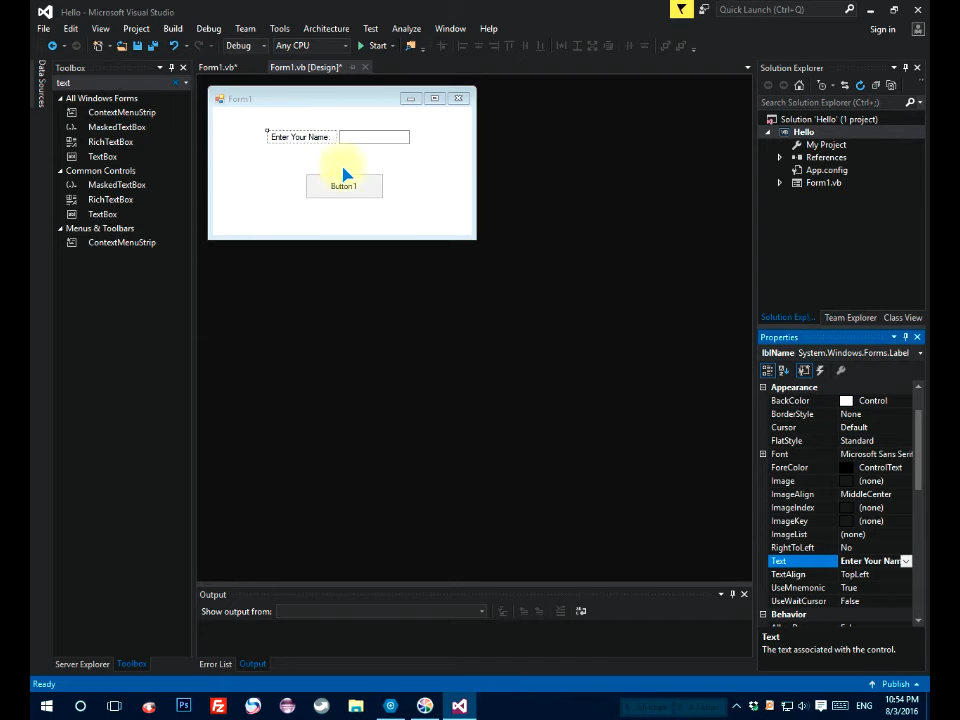 Hello - Microsoft Visual Studio
Quick Launch (Ctrl+Q)
File Edit View Project Build Debug Team Tools Architecture Test Analyze Window Help
Sign in
Debug Any CPU Start
Data Sources
Toolbox
text
All Windows Forms
ContextMenuStrip
MaskedTextBox
RichTextBox
TextBox
Common Controls
MaskedTextBox
RichTextBox
TextBox
Menus & Toolbars
ContextMenuStrip
Server Explorer Toolbox
Form1.vb* Form1.vb [Design]*
Form1
Enter Your Name:
Button1
Output
Show output from:
Error List Output
Solution Explorer
Search Solution Explorer (Ctrl+;)
Solution 'Hello' (1 project)
Hello
My Project
References
App.config
Form1.vb
Solution Expl... Team Explorer Class View
Properties
lblName System.Windows.Forms.Label
Appearance
BackColor Control
BorderStyle None
Cursor Default
FlatStyle Standard
Font Microsoft Sans Serif
ForeColor ControlText
Image (none)
ImageAlign MiddleCenter
ImageIndex (none)
ImageKey (none)
ImageList (none)
RightToLeft No
Text Enter Your Nam
TextAlign TopLeft
UseMnemonic True
UseWaitCursor False
Behavior
Text
The text associated with the control.
Ready
Publish
ENG
10:54 PM
8/3/2016